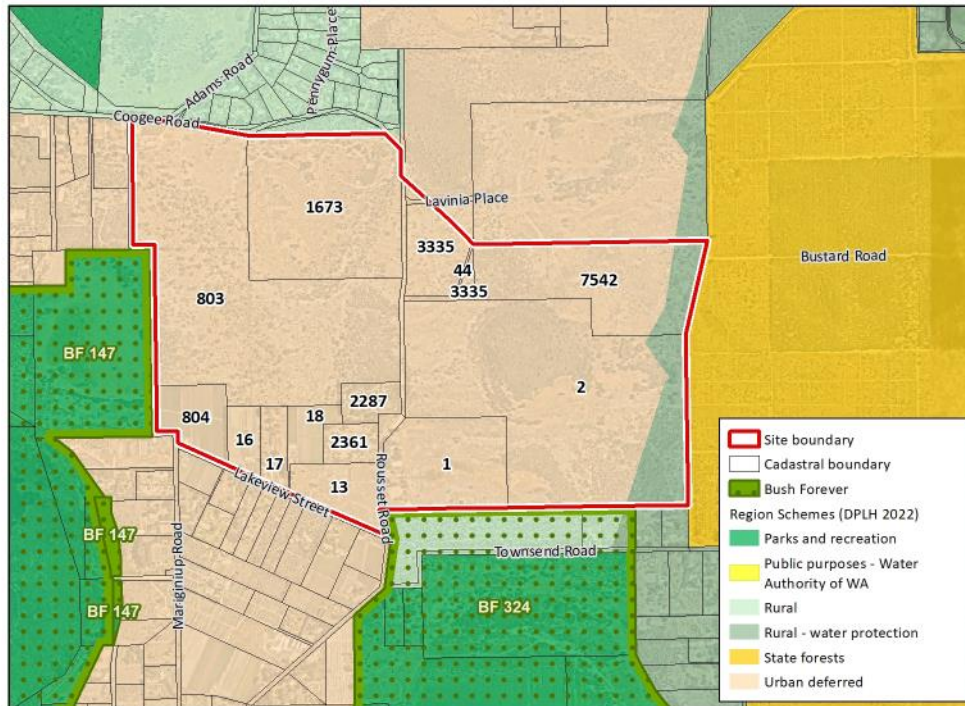 Adams Road
Pennygum Place
Coogee Road
1673
Lavinia Place
3335
44
3335
7542
Bustard Road
803
BF 147
2
804
2287
18
16
2361
17
1
13
Lakeview Street
Rousset Road
Townsend Road
BF 147
BF 147
Mariginiup Road
BF 324
Site boundary
Cadastral boundary
Bush Forever
Region Schemes (DPLH 2022)
Parks and recreation
Public purposes - Water
Authority of WA
Rural
Rural - water protection
State forests
Urban deferred